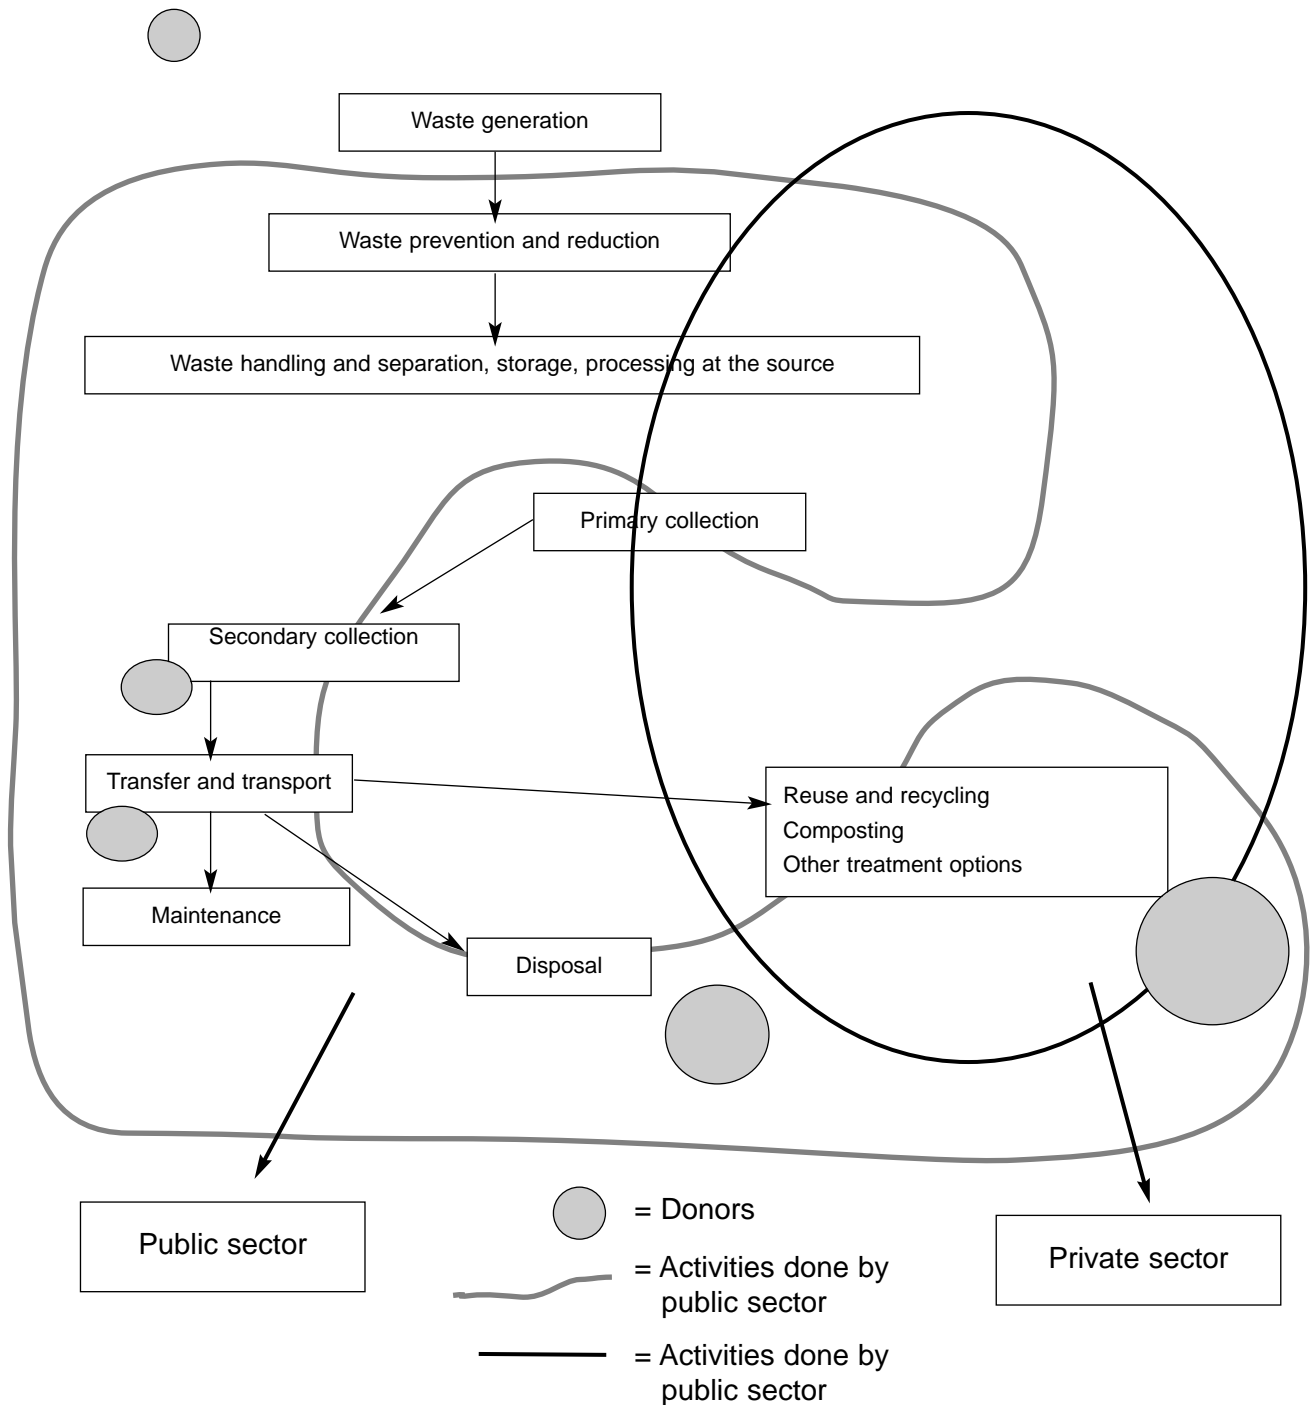 Waste generation
Waste prevention and reduction
Waste handling and separation, storage, processing at the source
Primary collection
Secondary collection
Transfer and transport
Reuse and recycling
Composting
Other treatment options
Maintenance
Disposal
Public sector
= Donors
= Activities done by
public sector
= Activities done by
public sector
Private sector